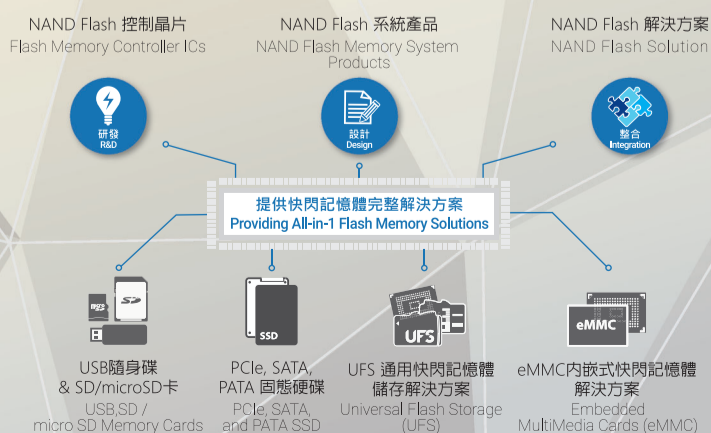 NAND Flash 控制晶片
Flash Memory Controller ICs
研發
R&D
NAND Flash 系統產品
NAND Flash Memory System
Products
設計
Design
NAND Flash 解決方案
NAND Flash Solution
整合
Integration
提供快閃記憶體完整解決方案
Providing All-in-1 Flash Memory Solutions
SD
USB隨身碟
& SD/microSD卡
USB,SD /
micro SD Memory Cards
SSD
PCIe, SATA,
PATA 固態硬碟
PCIe, SATA,
and PATA SSD
UFS
UFS 通用快閃記憶體
儲存解決方案
Universal Flash Storage
(UFS)
eMMC
eMMC內嵌式快閃記憶體
解決方案
Embedded
MultiMedia Cards (eMMC)